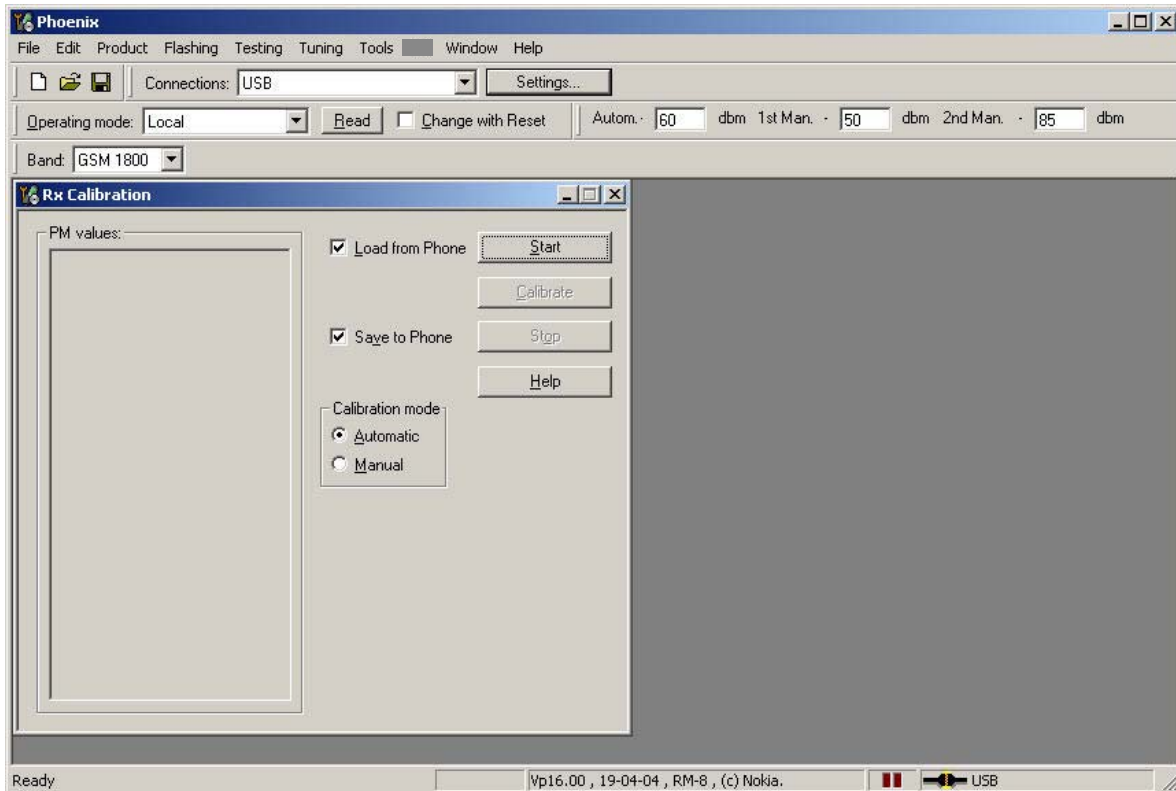 Phoenix
File Edit Product Flashing Testing Tuning Tools Window Help
Connections: USB Settings...
Operating mode: Local Read Change with Reset Autom.- 60 dbm 1st Man. - 50 dbm 2nd Man. - 85 dbm
Band: GSM 1800
Rx Calibration
PM values:
Load from Phone Start
Calibrate
Save to Phone Stop
Help
Calibration mode
Automatic
Manual
Ready Vp16.00 , 19-04-04 , RM-8 , (c) Nokia. USB